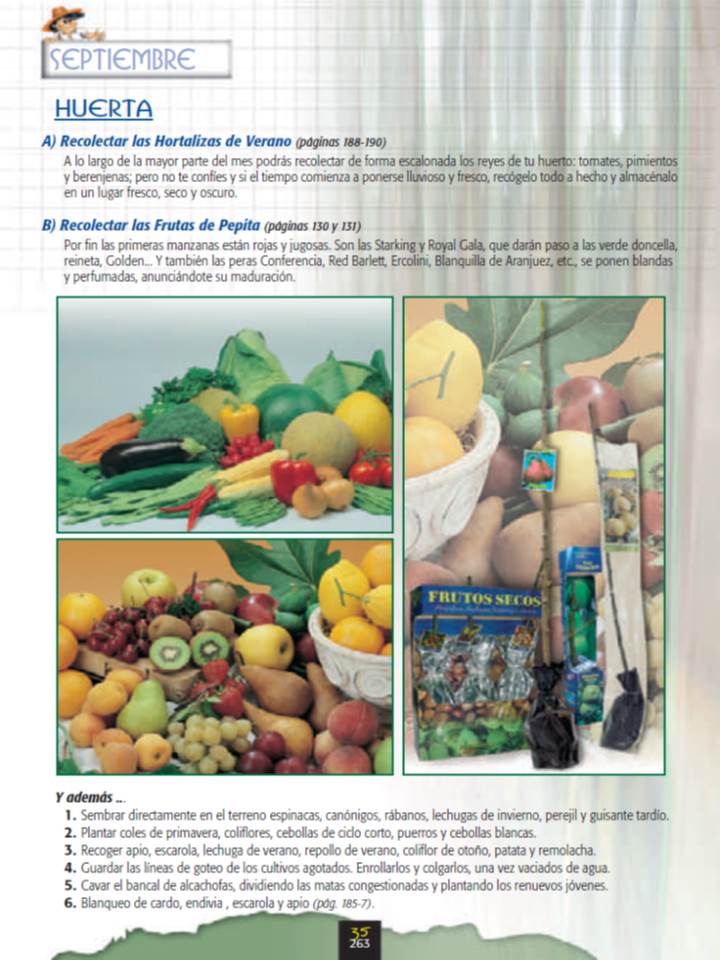 SEPTIEMBRE
HUERTA
A) Recolectar las Hortalizas de Verano (páginas 188-190)
A lo largo de la mayor parte del mes podrás recolectar de forma escalonada los reyes de tu huerto: tomates, pimientos
y berenjenas; pero no te confíes y si el tiempo comienza a ponerse lluvioso y fresco, recógelo todo a hecho y almacénalo
en un lugar fresco, seco y oscuro.
B) Recolectar las Frutas de Pepita (páginas 130 y 131)
Por fin las primeras manzanas están rojas y jugosas. Son las Starking y Royal Gala, que darán paso a las verde doncella,
reineta, Golden... Y también las peras Conferencia, Red Barlett, Ercolini, Blanquilla de Aranjuez, etc., se ponen blandas
y perfumadas, anunciándote su maduración.
FRUTOS SECOS
Y además ...
1. Sembrar directamente en el terreno espinacas, canónigos, rábanos, lechugas de invierno, perejil y guisante tardío.
2. Plantar coles de primavera, coliflores, cebollas de ciclo corto, puerros y cebollas blancas.
3. Recoger apio, escarola, lechuga de verano, repollo de verano, coliflor de otoño, patata y remolacha.
4. Guardar las líneas de goteo de los cultivos agotados. Enrollarlos y colgarlos, una vez vaciados de agua.
5. Cavar el bancal de alcachofas, dividiendo las matas congestionadas y plantando los renuevos jóvenes.
6. Blanqueo de cardo, endivia , escarola y apio (pág. 185-7).
35
263